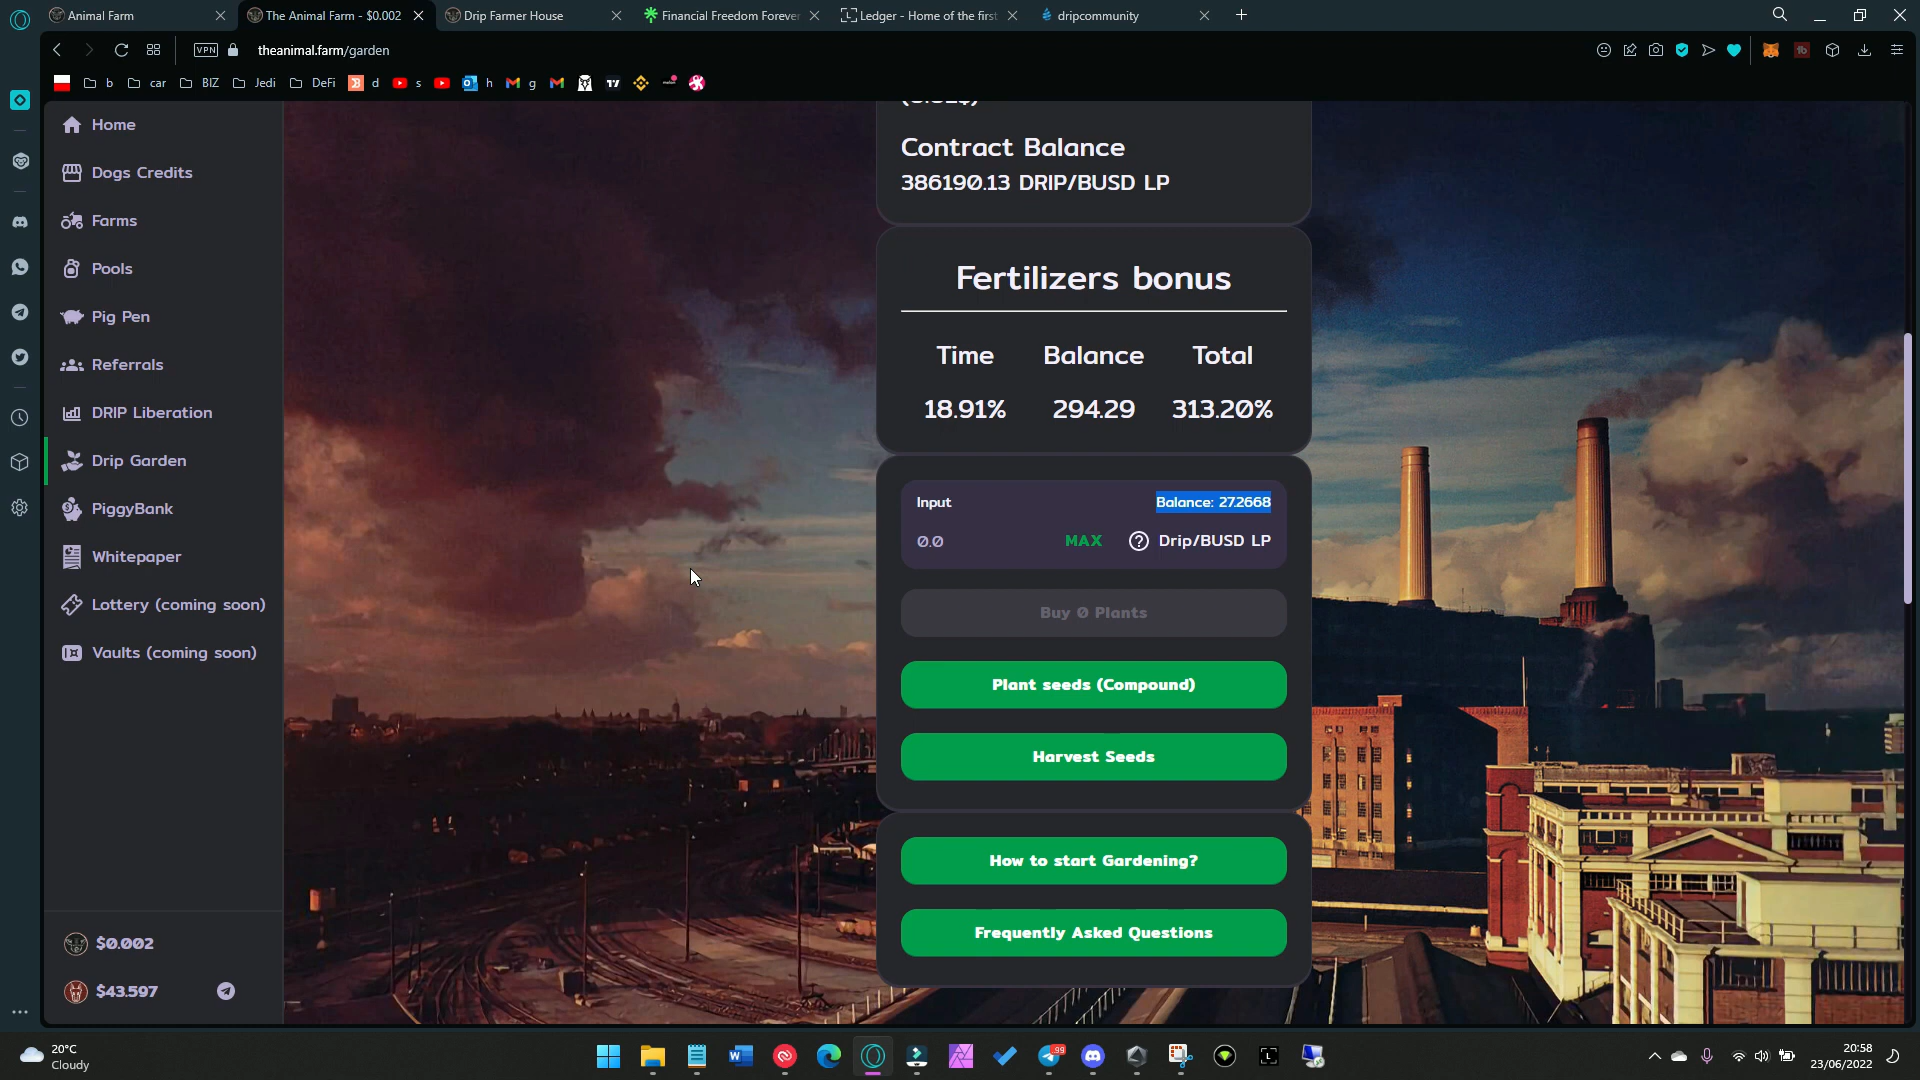 Animal Farm
The Animal Farm - $0.002
Drip Farmer House
Financial Freedom Forever
Ledger - Home of the first
dripcommunity
VPN
theanimal.farm/garden
b
car
BIZ
Jedi
DeFi
d
s
h
g
Home
Dogs Credits
Farms
Pools
Pig Pen
Referrals
DRIP Liberation
Drip Garden
PiggyBank
Whitepaper
Lottery (coming soon)
Vaults (coming soon)
$0.002
$43.597
Contract Balance
386190.13 DRIP/BUSD LP
Fertilizers bonus
Time Balance Total
18.91% 294.29 313.20%
Input Balance: 27.2668
0.0 MAX Drip/BUSD LP
Buy 0 Plants
Plant seeds (Compound)
Harvest Seeds
How to start Gardening?
Frequently Asked Questions
20°C
Cloudy
99
20:58
23/06/2022